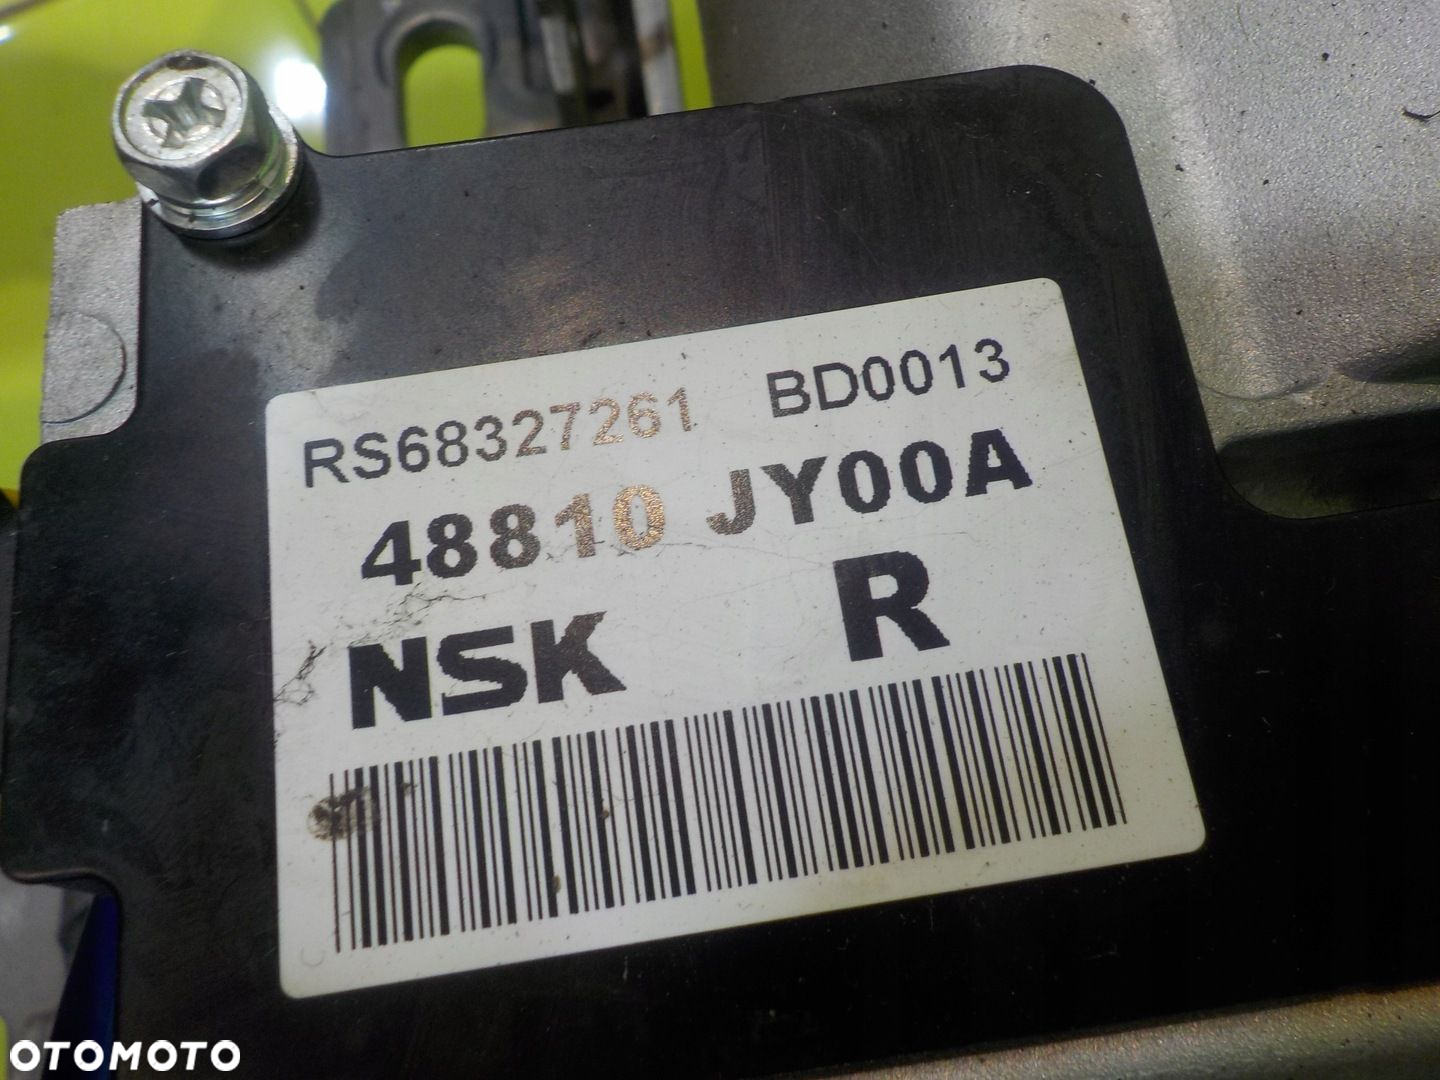 RS68327261 BD0013
48810 JY00A
NSK R
OTOMOTO